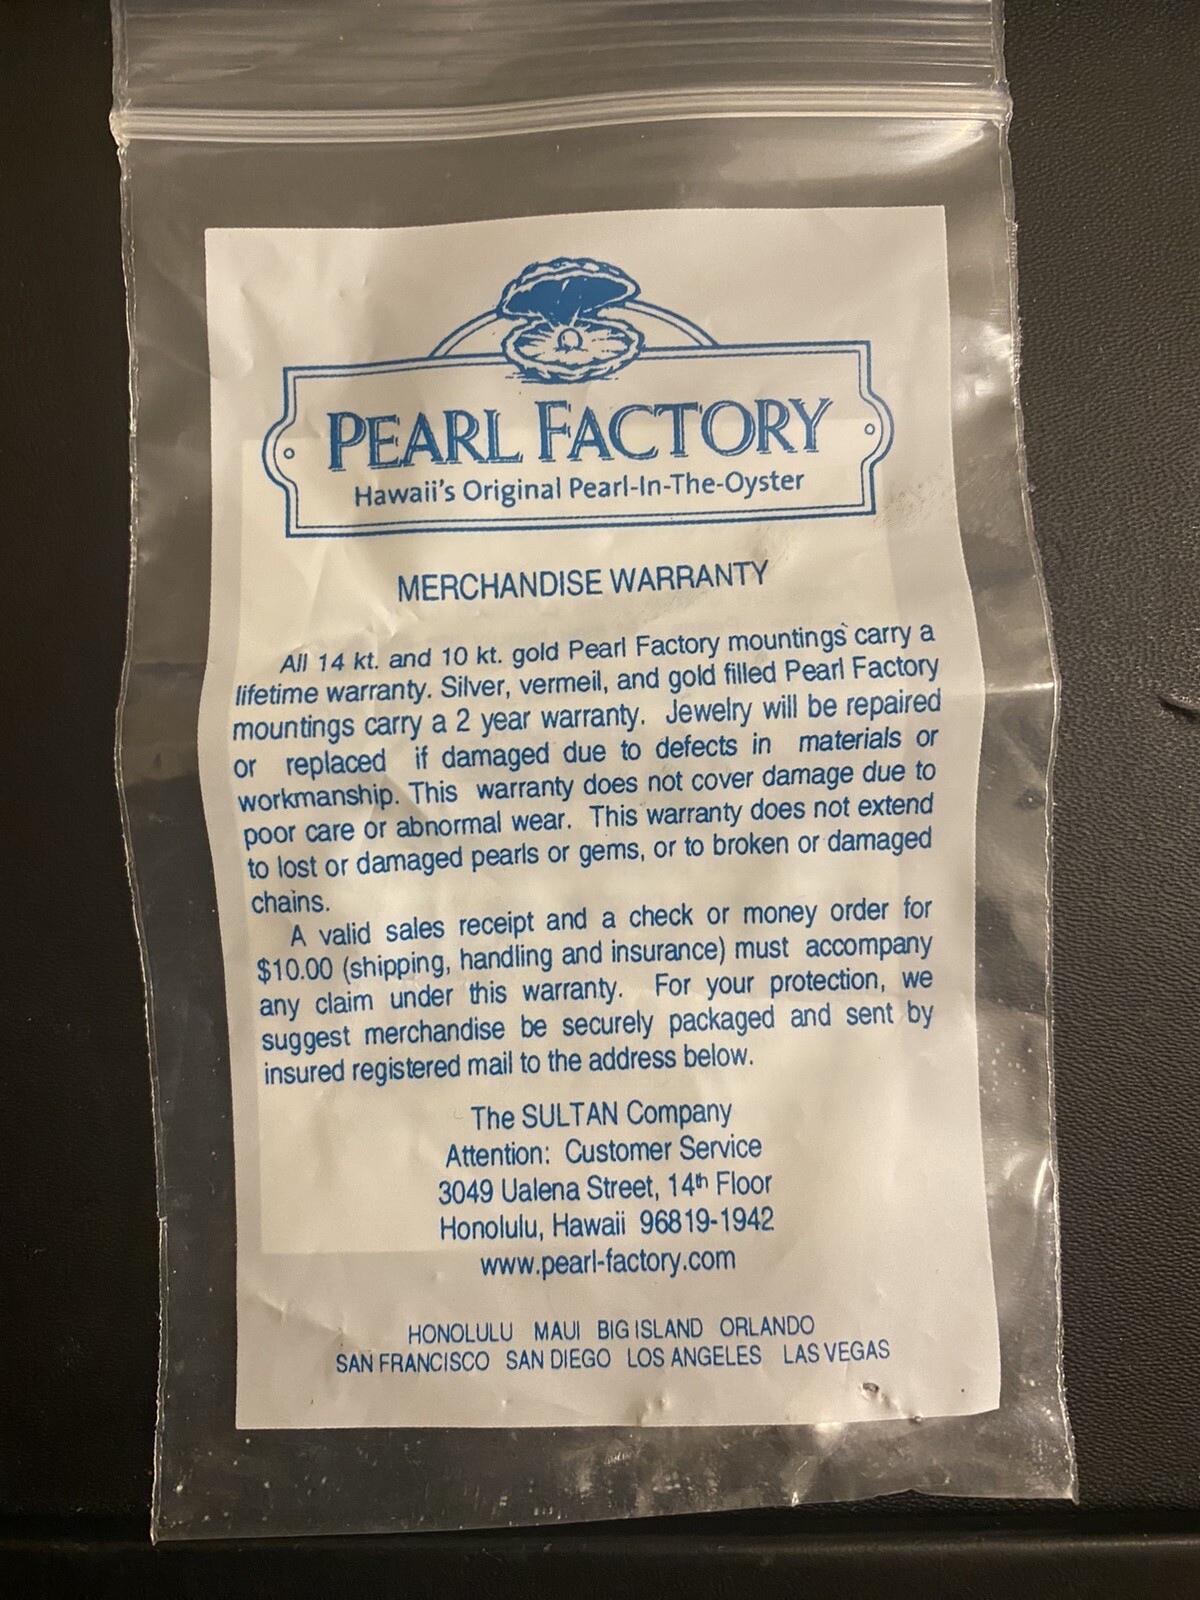 PEARL FACTORY
Hawaii's Original Pearl-In-The-Oyster
MERCHANDISE WARRANTY
All 14 kt. and 10 kt. gold Pearl Factory mountings carry a
lifetime warranty. Silver, vermeil, and gold filled Pearl Factory
mountings carry a 2 year warranty. Jewelry will be repaired
or replaced if damaged due to defects in materials or
workmanship. This warranty does not cover damage due to
poor care or abnormal wear. This warranty does not extend
to lost or damaged pearls or gems, or to broken or damaged
chains.
A valid sales receipt and a check or money order for
$10.00 (shipping, handling and insurance) must accompany
any claim under this warranty. For your protection, we
suggest merchandise be securely packaged and sent by
insured registered mail to the address below.
The SULTAN Company
Attention: Customer Service
3049 Ualena Street, 14th Floor
Honolulu, Hawaii 96819-1942
www.pearl-factory.com
HONOLULU MAUI BIG ISLAND ORLANDO
SAN FRANCISCO SAN DIEGO LOS ANGELES LAS VEGAS